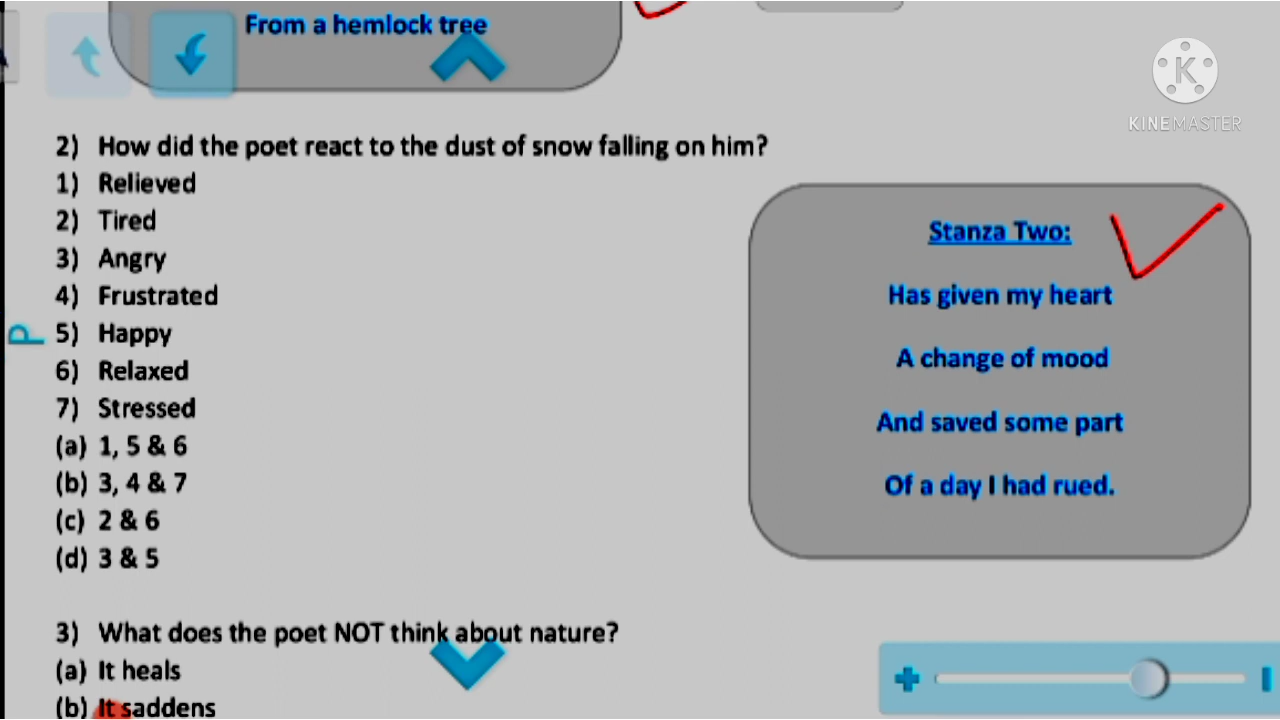 From a hemlock tree
KINEMASTER
2) How did the poet react to the dust of snow falling on him?
1) Relieved
2) Tired
3) Angry
4) Frustrated
5) Happy
6) Relaxed
7) Stressed
(a) 1, 5 & 6
(b) 3, 4 & 7
(c) 2 & 6
(d) 3 & 5
Stanza Two:
Has given my heart
A change of mood
And saved some part
Of a day I had rued.
3) What does the poet NOT think about nature?
(a) It heals
(b) It saddens